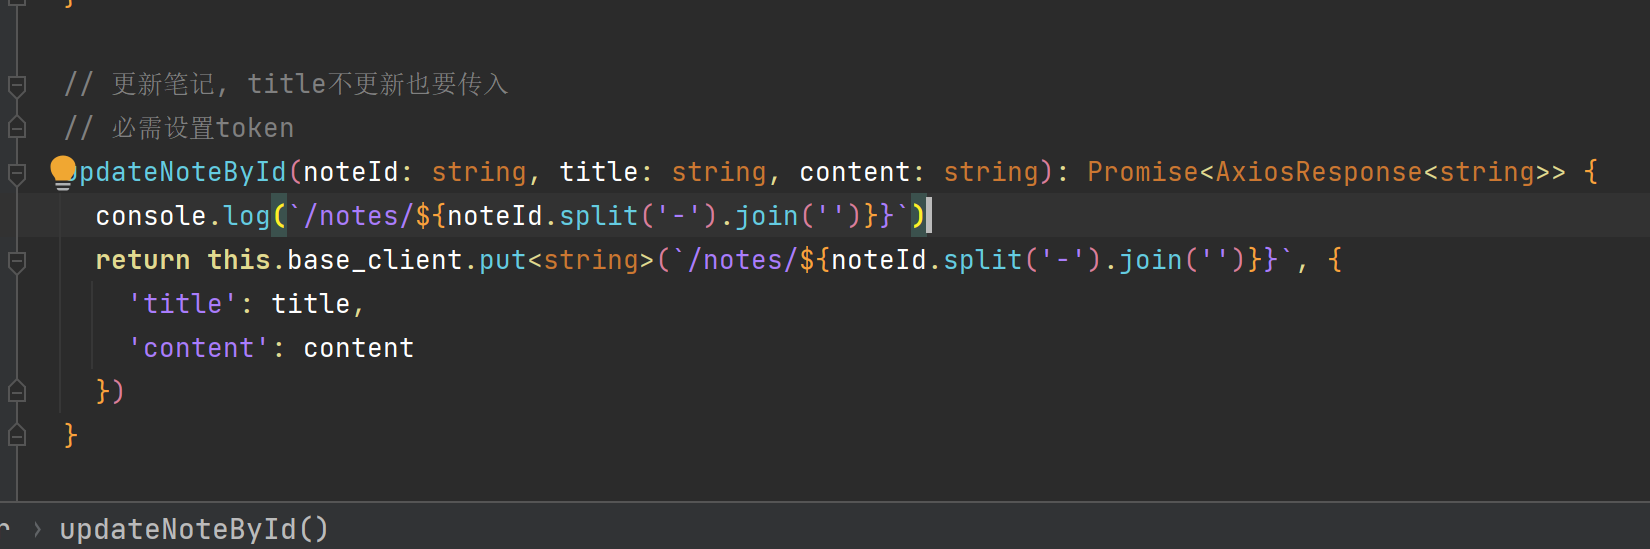 }
// 更新笔记, title不更新也要传入
// 必需设置token
updateNoteById(noteId: string, title: string, content: string): Promise<AxiosResponse<string>> {
console.log(`/notes/${noteId.split('-').join('')}}`)
return this.base_client.put<string>(`/notes/${noteId.split('-').join('')}}`, {
'title': title,
'content': content
})
}
r › updateNoteById()